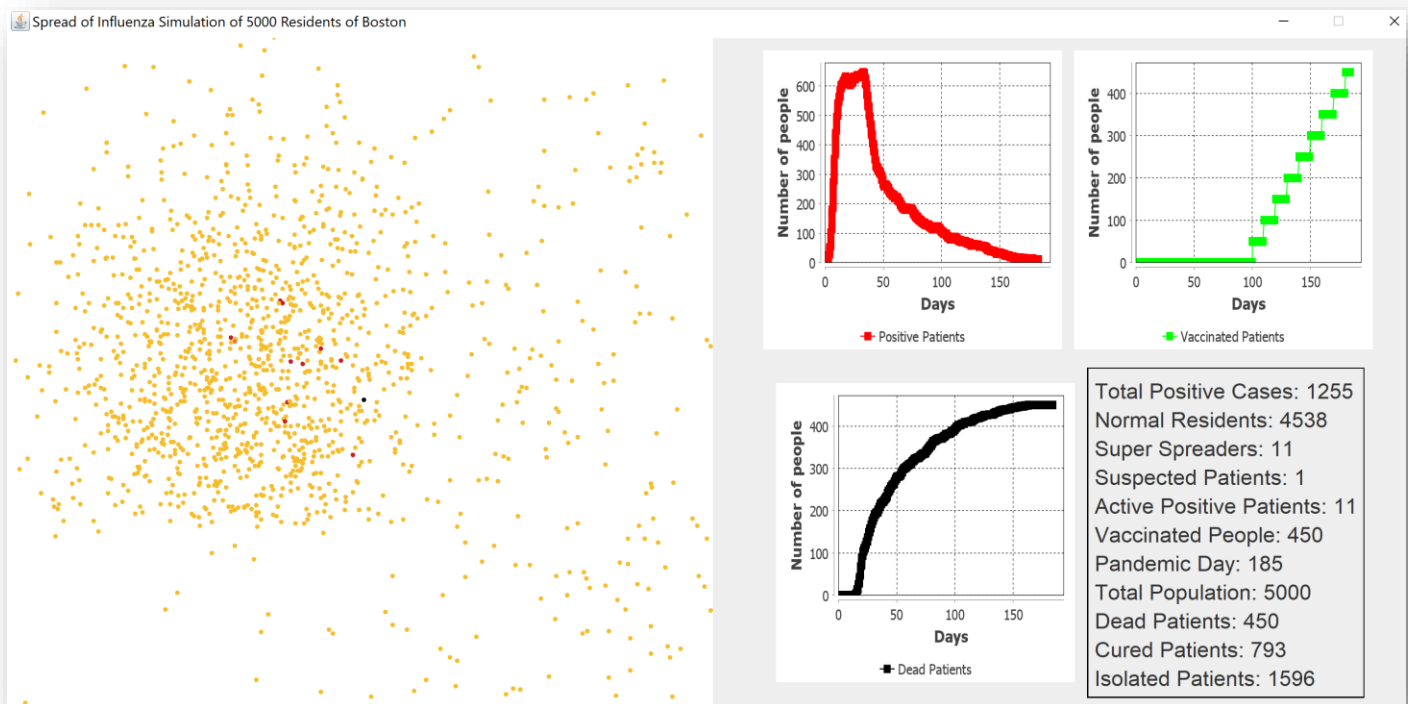 Spread of Influenza Simulation of 5000 Residents of Boston
Number of people
600
500
400
300
200
100
0
0 50 100 150
Days
Positive Patients
Number of people
400
300
200
100
0
0 50 100 150
Days
Vaccinated Patients
Number of people
400
300
200
100
0
0 50 100 150
Days
Dead Patients
Total Positive Cases: 1255
Normal Residents: 4538
Super Spreaders: 11
Suspected Patients: 1
Active Positive Patients: 11
Vaccinated People: 450
Pandemic Day: 185
Total Population: 5000
Dead Patients: 450
Cured Patients: 793
Isolated Patients: 1596